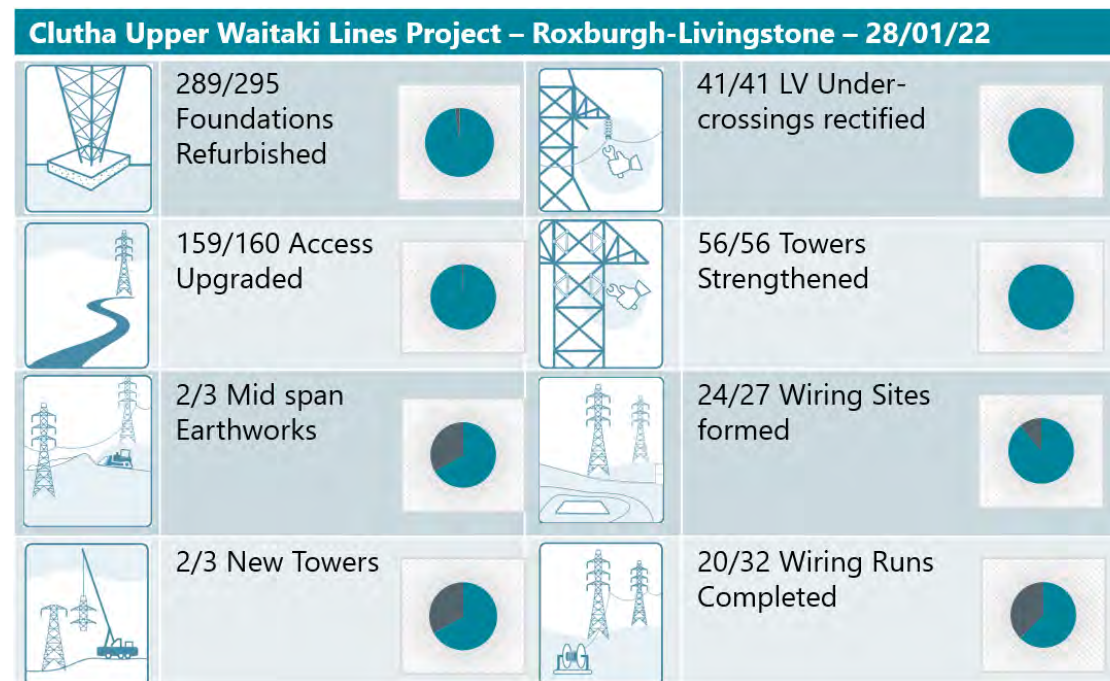 Clutha Upper Waitaki Lines Project – Roxburgh-Livingstone – 28/01/22
289/295
Foundations
Refurbished
41/41 LV Under-
crossings rectified
159/160 Access
Upgraded
56/56 Towers
Strengthened
2/3 Mid span
Earthworks
24/27 Wiring Sites
formed
2/3 New Towers
20/32 Wiring Runs
Completed